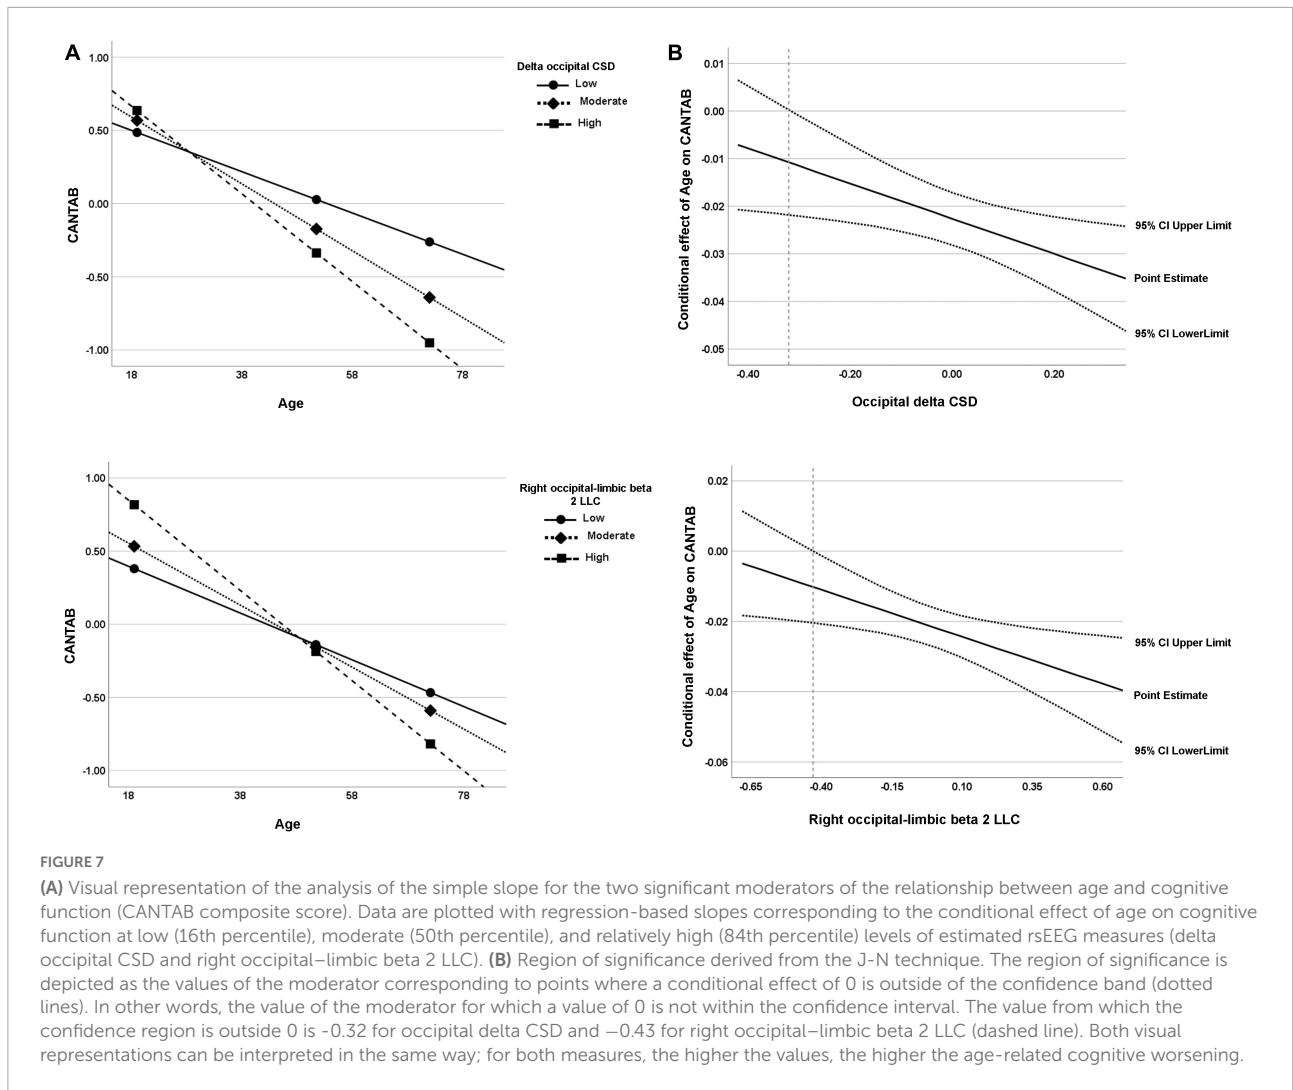 A
1.00
0.50
0.00
-0.50
-1.00
CANTAB
18
38
58
78
Age
Delta occipital CSD
Low
Moderate
High
B
0.01
0.00
-0.01
-0.02
-0.03
-0.04
-0.05
Conditional effect of Age on CANTAB
-0.40
-0.20
0.00
0.20
Occipital delta CSD
95% CI Upper Limit
Point Estimate
95% CI LowerLimit
1.00
0.50
0.00
-0.50
-1.00
CANTAB
18
38
58
78
Age
Right occipital-limbic beta
2 LLC
Low
Moderate
High
0.02
0.00
-0.02
-0.04
-0.06
Conditional effect of Age on CANTAB
-0.65
-0.40
-0.15
0.10
0.35
0.60
Right occipital-limbic beta 2 LLC
95% CI Upper Limit
Point Estimate
95% CI LowerLimit
FIGURE 7
(A) Visual representation of the analysis of the simple slope for the two significant moderators of the relationship between age and cognitive
function (CANTAB composite score). Data are plotted with regression-based slopes corresponding to the conditional effect of age on cognitive
function at low (16th percentile), moderate (50th percentile), and relatively high (84th percentile) levels of estimated rsEEG measures (delta
occipital CSD and right occipital–limbic beta 2 LLC). (B) Region of significance derived from the J-N technique. The region of significance is
depicted as the values of the moderator corresponding to points where a conditional effect of 0 is outside of the confidence band (dotted
lines). In other words, the value of the moderator for which a value of 0 is not within the confidence interval. The value from which the
confidence region is outside 0 is -0.32 for occipital delta CSD and −0.43 for right occipital–limbic beta 2 LLC (dashed line). Both visual
representations can be interpreted in the same way; for both measures, the higher the values, the higher the age-related cognitive worsening.